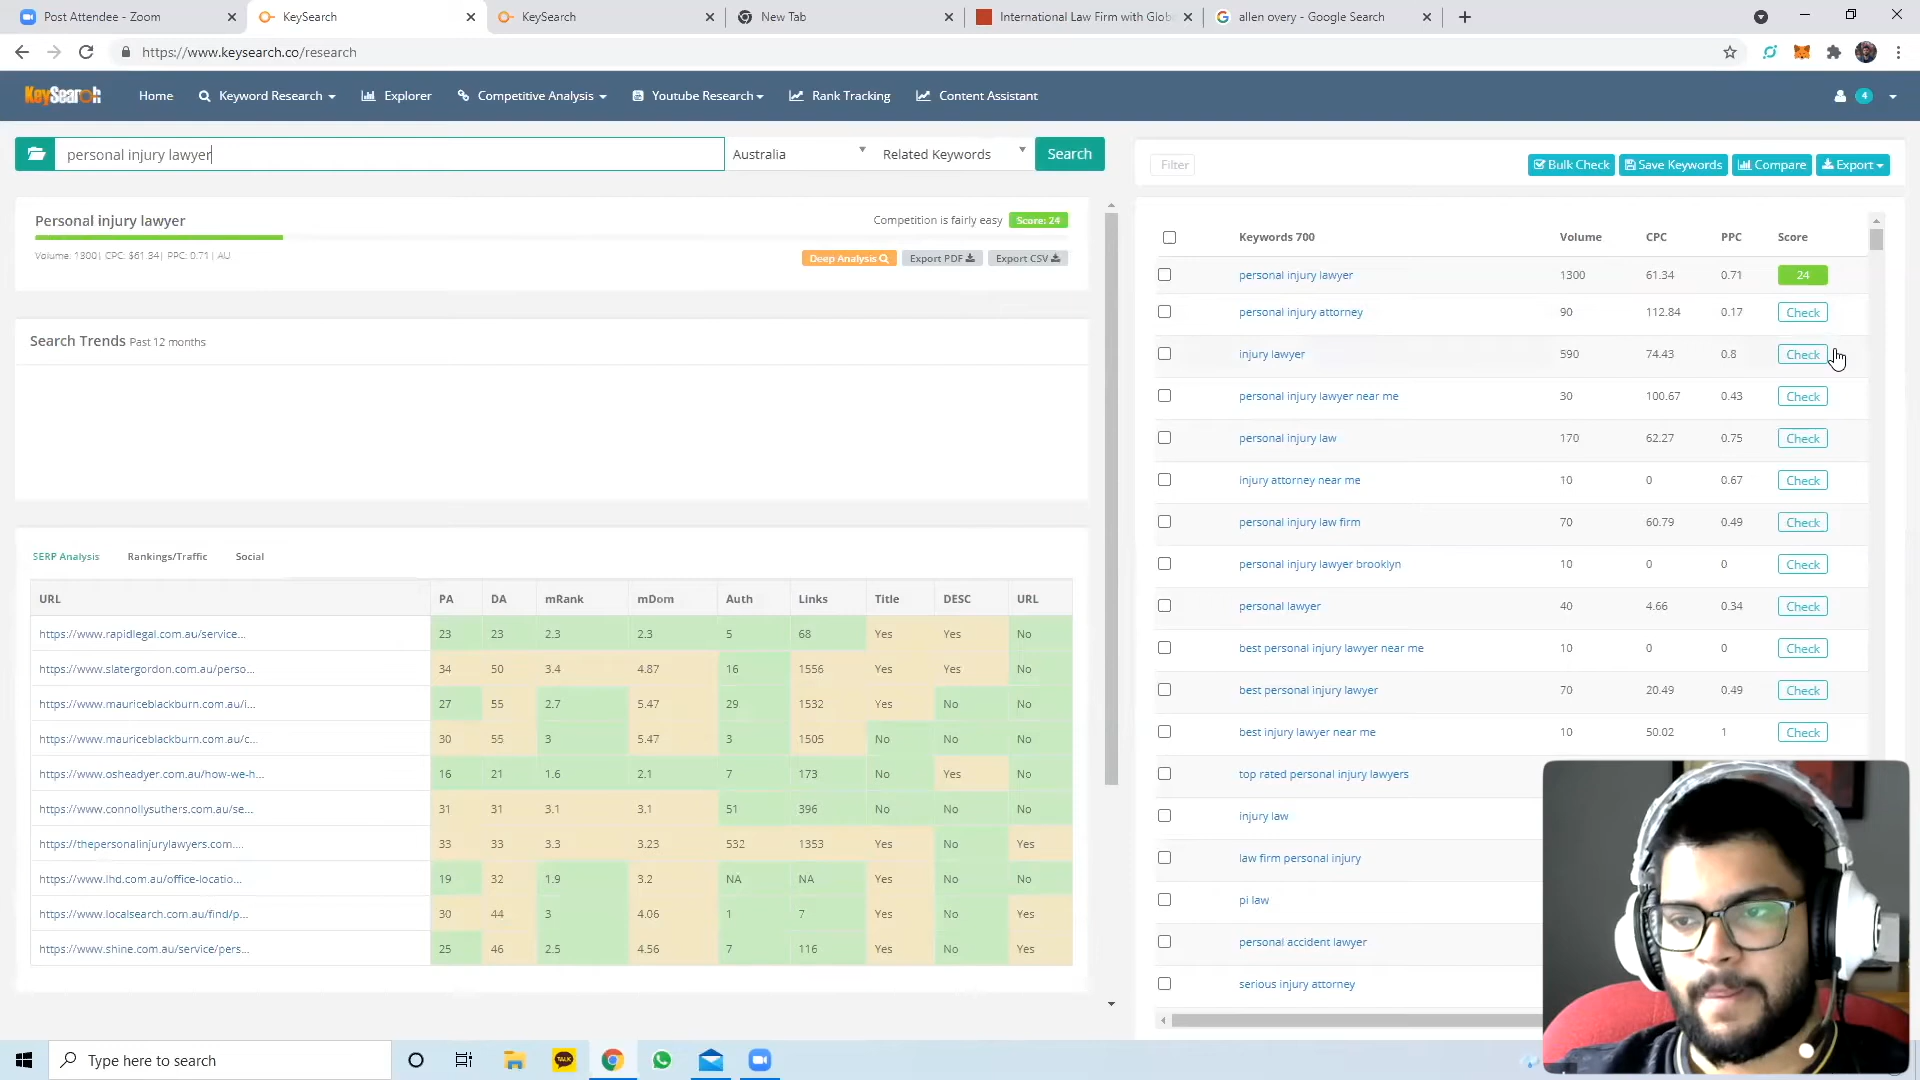 Post Attendee - Zoom
KeySearch
KeySearch
New Tab
International Law Firm with Glob
allen overy - Google Search
https://www.keysearch.co/research
KeySearch
Home
Keyword Research
Explorer
Competitive Analysis
Youtube Research
Rank Tracking
Content Assistant
4
personal injury lawyer
Australia
Related Keywords
Search
Filter
Bulk Check
Save Keywords
Compare
Export
Personal injury lawyer
Competition is fairly easy Score: 24
Volume: 1300| CPC: $61.34| PPC: 0.71| AU
Deep Analysis
Export PDF
Export CSV
Search Trends Past 12 months
SERP Analysis Rankings/Traffic Social
URL PA DA mRank mDom Auth Links Title DESC URL
https://www.rapidlegal.com.au/service... 23 23 2.3 2.3 5 68 Yes Yes No
https://www.slatergordon.com.au/perso... 34 50 3.4 4.87 16 1556 Yes Yes No
https://www.mauriceblackburn.com.au/i... 27 55 2.7 5.47 29 1532 Yes No No
https://www.mauriceblackburn.com.au/c... 30 55 3 5.47 3 1505 No No No
https://www.osheadyer.com.au/how-we-h... 16 21 1.6 2.1 7 173 No Yes No
https://www.connollysuthers.com.au/se... 31 31 3.1 3.1 51 396 No No No
https://thepersonalinjurylawyers.com.... 33 33 3.3 3.23 532 1353 Yes No Yes
https://www.lhd.com.au/office-locatio... 19 32 1.9 3.2 NA NA Yes No No
https://www.localsearch.com.au/find/p... 30 44 3 4.06 1 7 Yes No Yes
https://www.shine.com.au/service/pers... 25 46 2.5 4.56 7 116 Yes No Yes
Keywords 700 Volume CPC PPC Score
personal injury lawyer 1300 61.34 0.71 24
personal injury attorney 90 112.84 0.17 Check
injury lawyer 590 74.43 0.8 Check
personal injury lawyer near me 30 100.67 0.43 Check
personal injury law 170 62.27 0.75 Check
injury attorney near me 10 0 0.67 Check
personal injury law firm 70 60.79 0.49 Check
personal injury lawyer brooklyn 10 0 0 Check
personal lawyer 40 4.66 0.34 Check
best personal injury lawyer near me 10 0 0 Check
best personal injury lawyer 70 20.49 0.49 Check
best injury lawyer near me 10 50.02 1 Check
top rated personal injury lawyers
injury law
law firm personal injury
pi law
personal accident lawyer
serious injury attorney
Type here to search
TALK